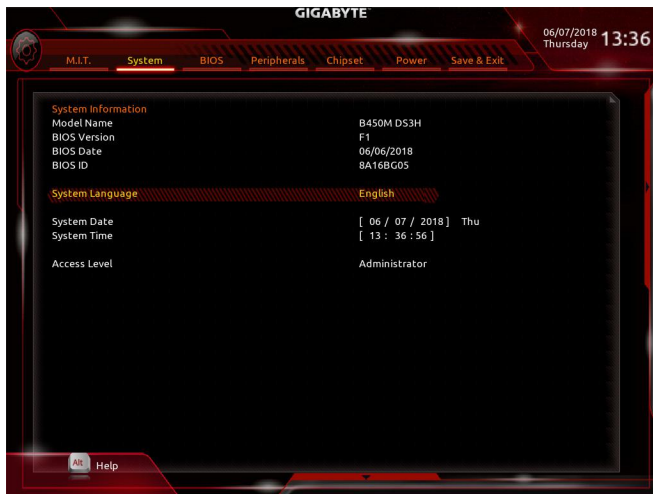 GIGABYTE
06/07/2018 Thursday 13:36
M.I.T. System BIOS Peripherals Chipset Power Save & Exit
System Information
Model Name B450M DS3H
BIOS Version F1
BIOS Date 06/06/2018
BIOS ID 8A16BG05
System Language English
System Date [ 06 / 07 / 2018 ] Thu
System Time [ 13 : 36 : 56 ]
Access Level Administrator
Alt Help